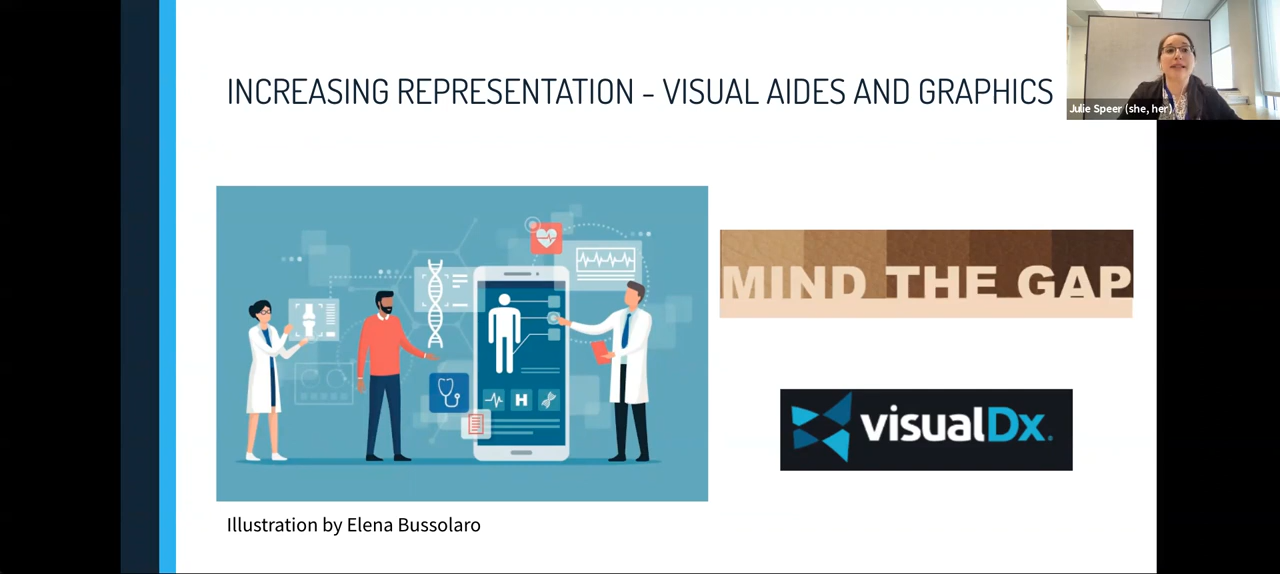 INCREASING REPRESENTATION - VISUAL AIDES AND GRAPHICS
Julie Speer (she, her)
MIND THE GAP
H
visualDx.
Illustration by Elena Bussolaro